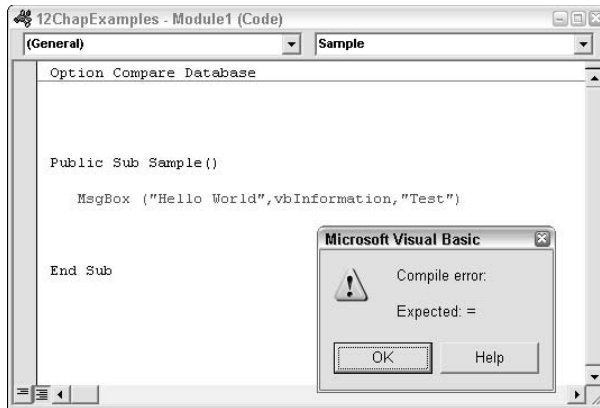 12ChapExamples - Module1 (Code)
(General)
Sample
Option Compare Database
Public Sub Sample()
MsgBox ("Hello World",vbInformation,"Test")
End Sub
Microsoft Visual Basic
Compile error:
Expected: =
OK
Help